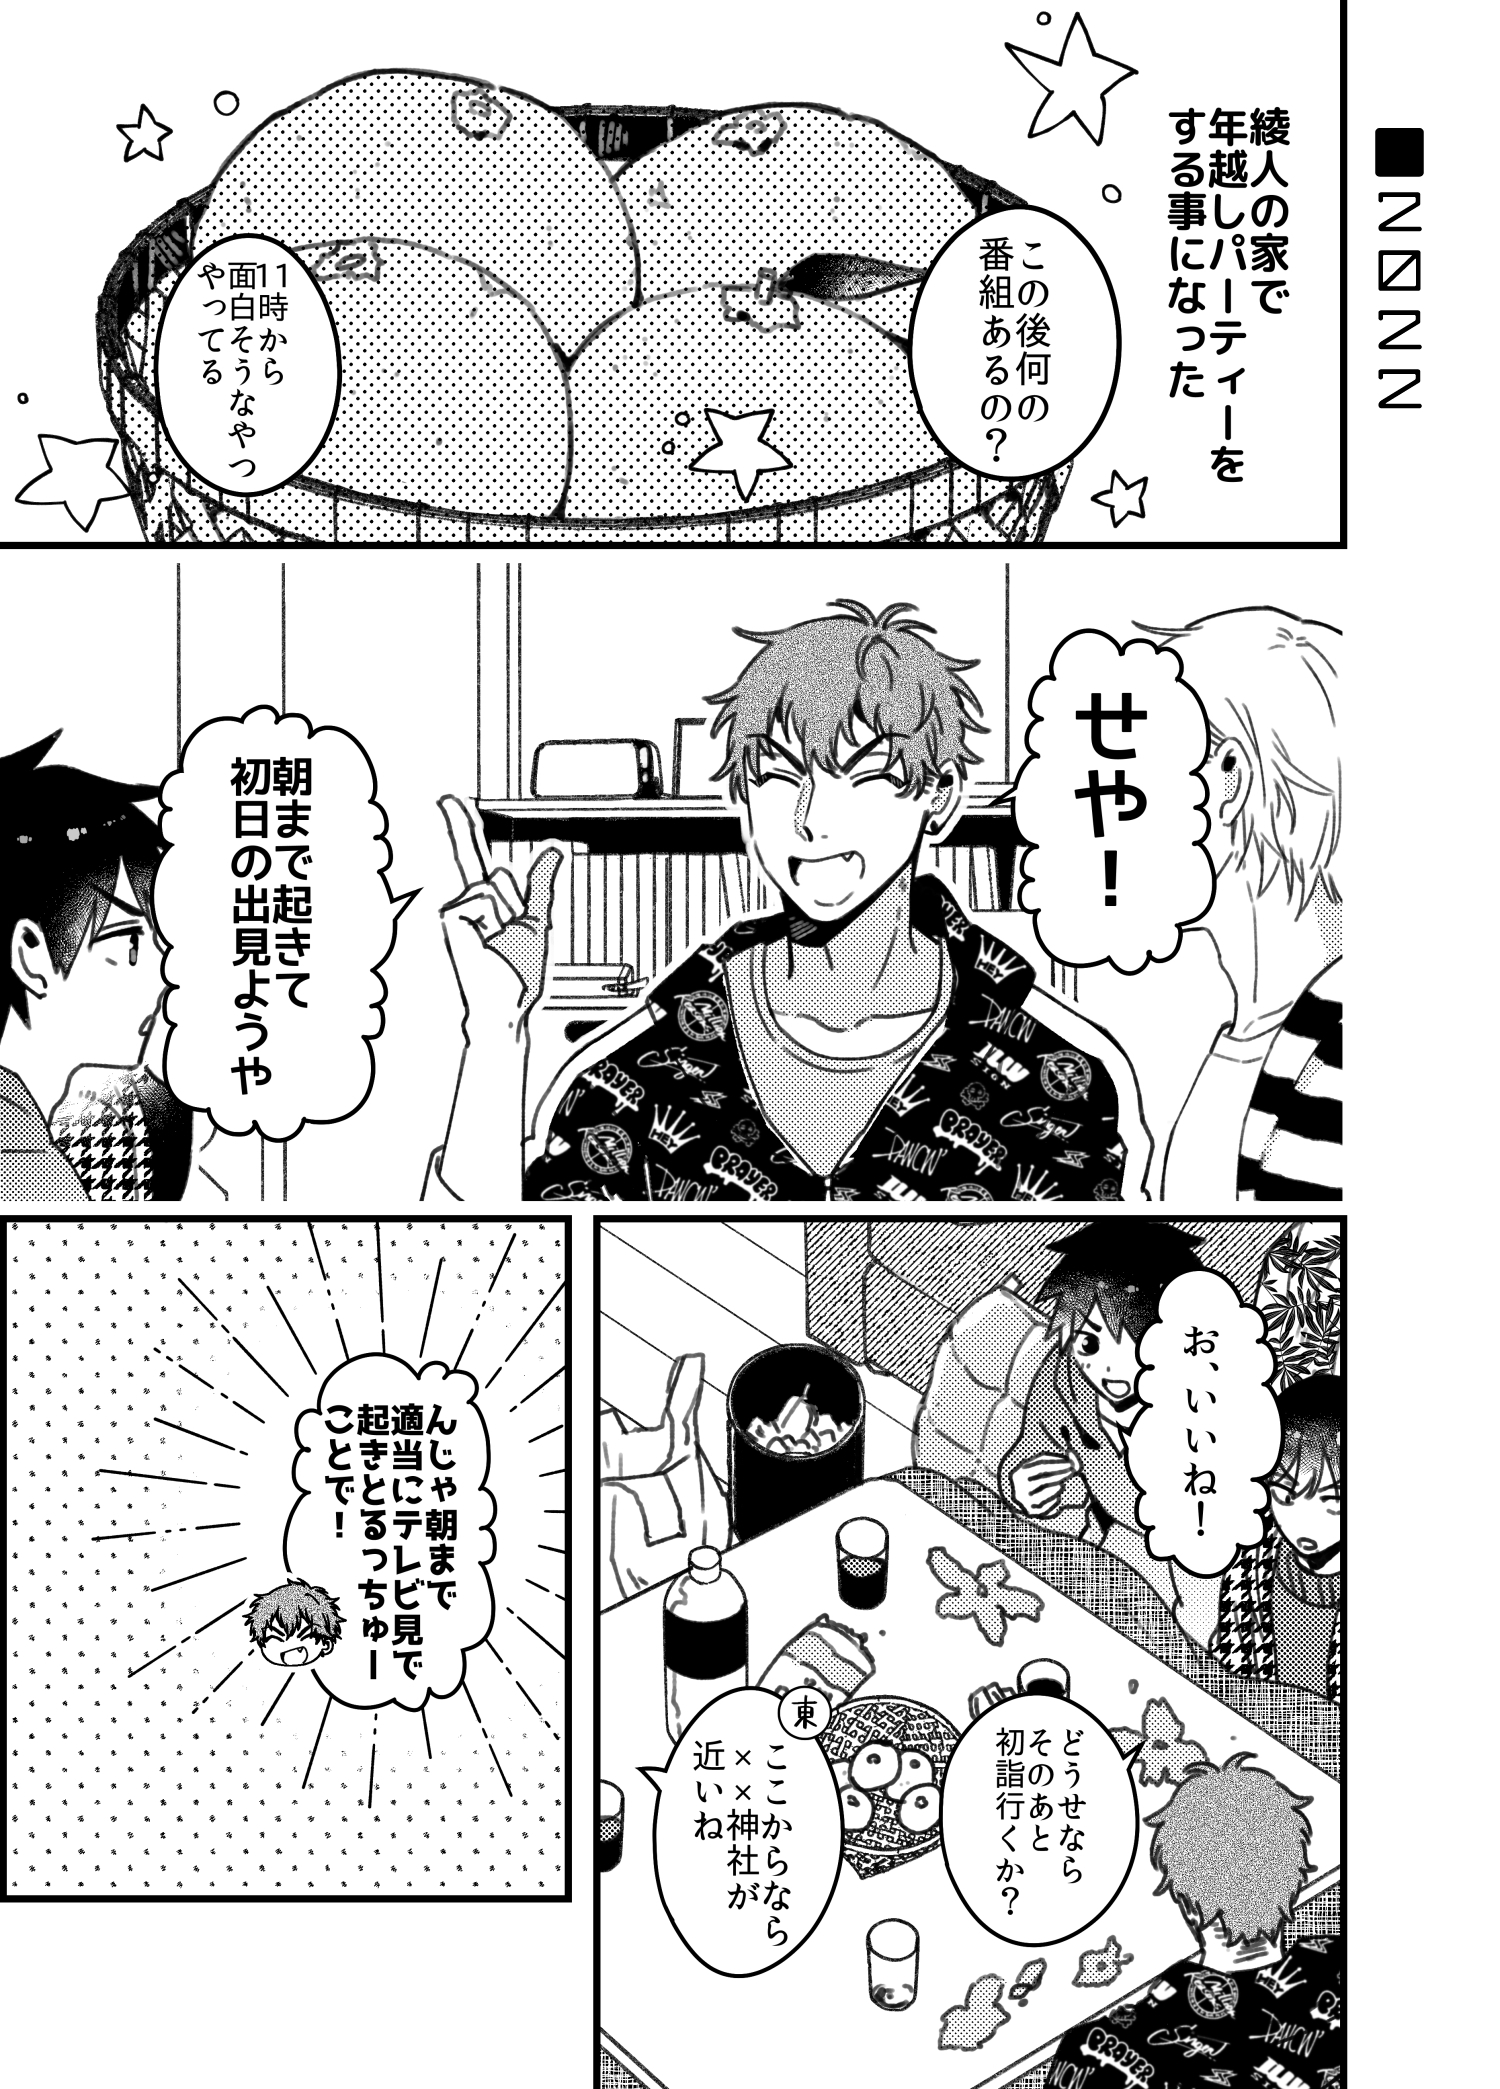 ■2022
綾人の家で
年越しパーティーを
する事になった
この後何の
番組あるの？
11時から
面白そうなやつ
やってる
せや！
朝まで起きて
初日の出見ようや
お、いいね！
どうせなら
そのあと
初詣行くか？
東
ここからなら
××神社が
近いね
んじゃ朝まで
適当にテレビ見て
起きとるっちゅー
ことで！
HEY
DANCIN'
PRAYER